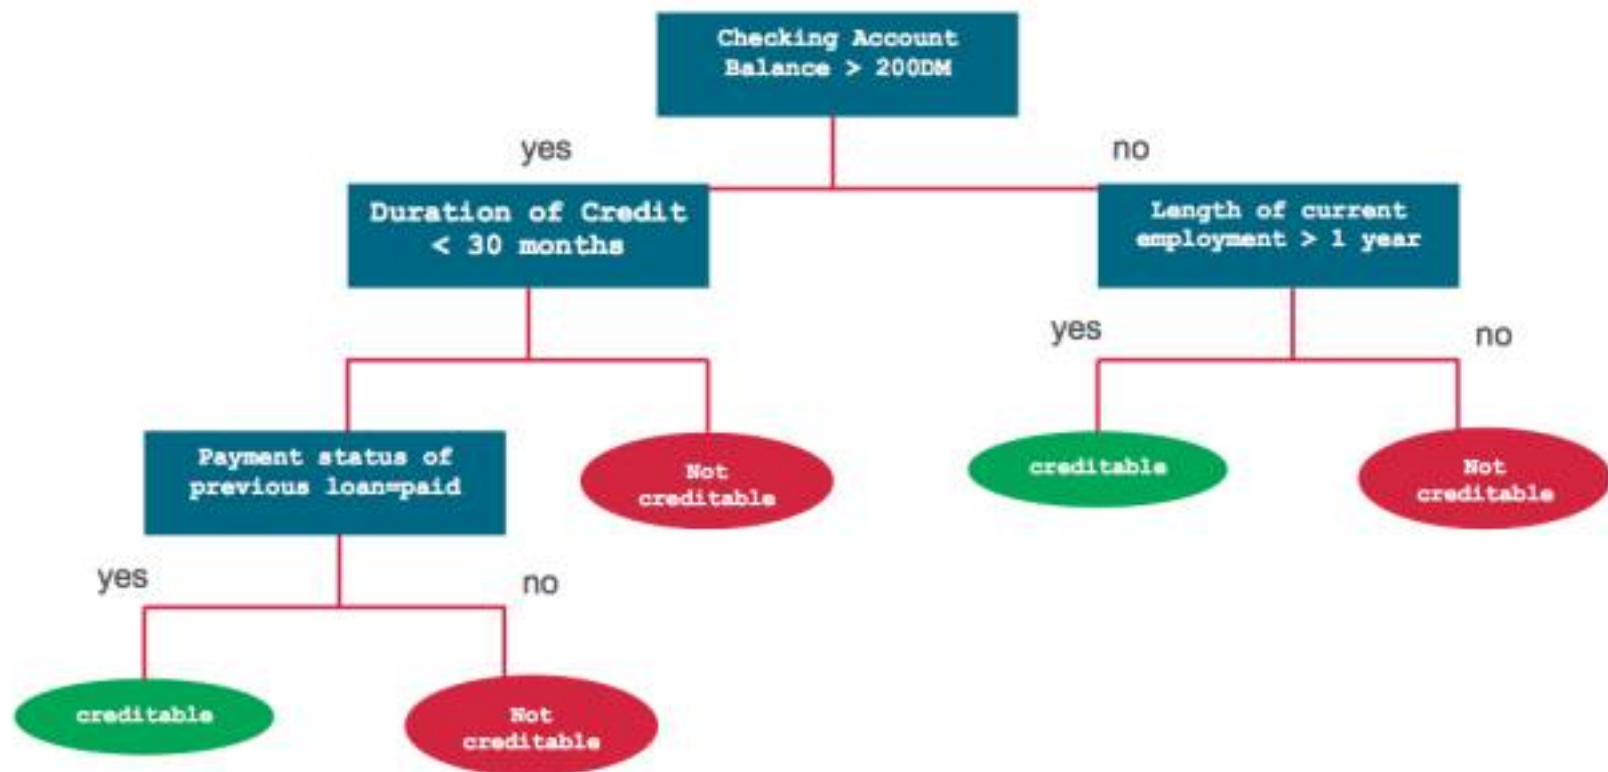 Checking Account
Balance > 200DM
yes
no
Duration of Credit
< 30 months
Length of current
employment > 1 year
yes
no
Payment status of
previous loan=paid
Not
creditable
creditable
Not
creditable
yes
no
creditable
Not
creditable